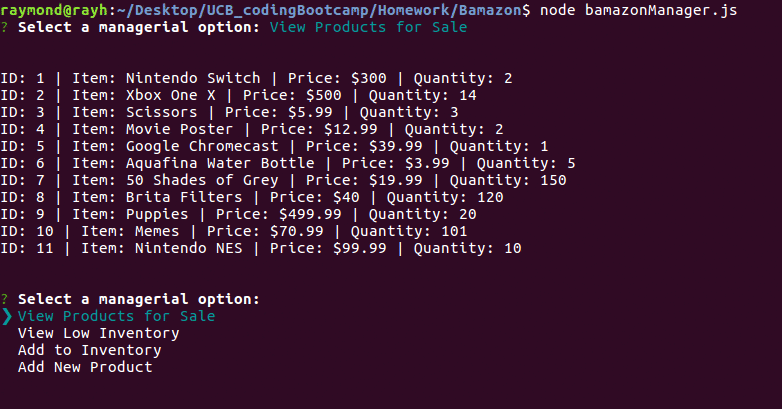 raymond@rayh:~/Desktop/UCB_codingBootcamp/Homework/Bamazon$ node bamazonManager.js
? Select a managerial option: View Products for Sale
ID: 1 | Item: Nintendo Switch | Price: $300 | Quantity: 2
ID: 2 | Item: Xbox One X | Price: $500 | Quantity: 14
ID: 3 | Item: Scissors | Price: $5.99 | Quantity: 3
ID: 4 | Item: Movie Poster | Price: $12.99 | Quantity: 2
ID: 5 | Item: Google Chromecast | Price: $39.99 | Quantity: 1
ID: 6 | Item: Aquafina Water Bottle | Price: $3.99 | Quantity: 5
ID: 7 | Item: 50 Shades of Grey | Price: $19.99 | Quantity: 150
ID: 8 | Item: Brita Filters | Price: $40 | Quantity: 120
ID: 9 | Item: Puppies | Price: $499.99 | Quantity: 20
ID: 10 | Item: Memes | Price: $70.99 | Quantity: 101
ID: 11 | Item: Nintendo NES | Price: $99.99 | Quantity: 10
? Select a managerial option:
❯ View Products for Sale
View Low Inventory
Add to Inventory
Add New Product